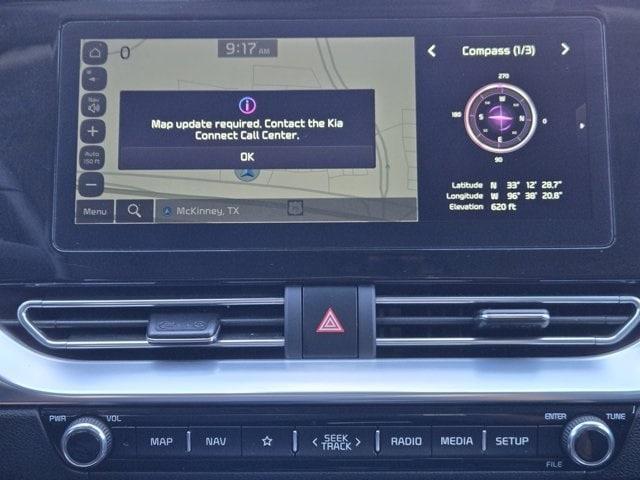 0
9:17 AM
Compass (1/3)
Nav
Map update required. Contact the Kia
Connect Call Center.
OK
Auto
150 ft
270
180
0
90
W
S
N
E
Latitude N 33° 12' 28.7"
Longitude W 96° 38' 20.8"
Elevation 620 ft
Menu
McKinney, TX
PWR
VOL
MAP
NAV
SEEK
TRACK
RADIO
MEDIA
SETUP
ENTER
TUNE
FILE